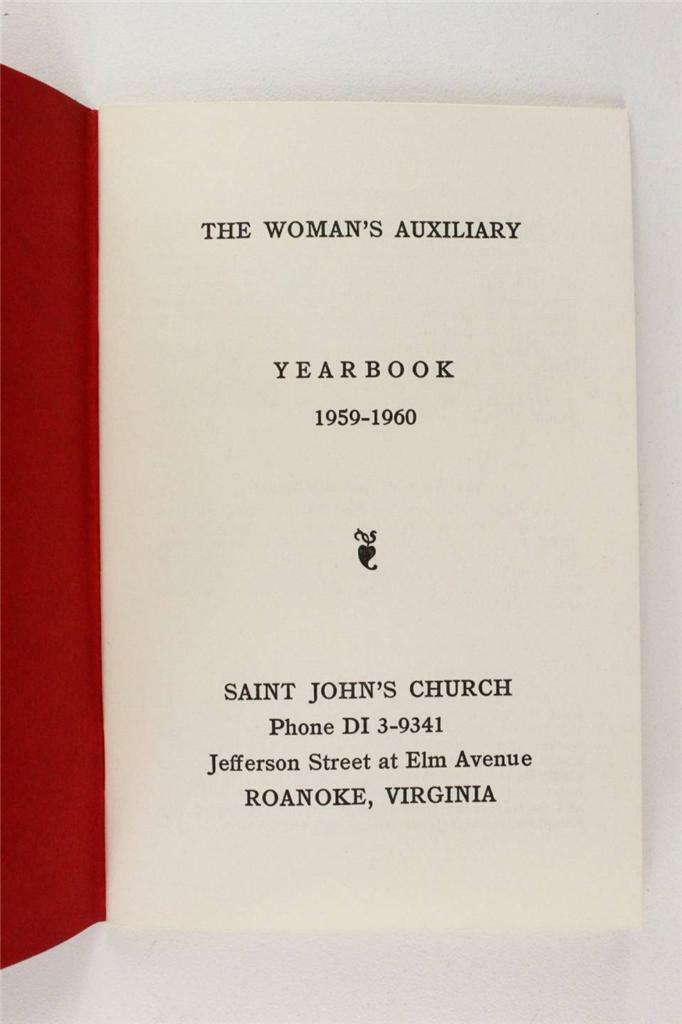 THE WOMAN'S AUXILIARY
YEARBOOK
1959-1960
SAINT JOHN'S CHURCH
Phone DI 3-9341
Jefferson Street at Elm Avenue
ROANOKE, VIRGINIA